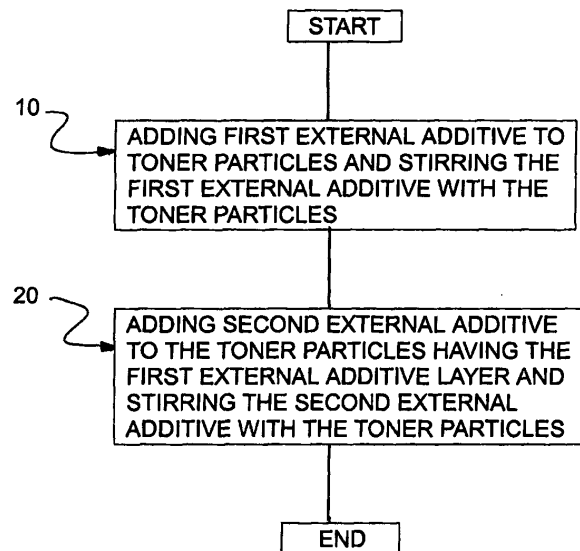 START
10
ADDING FIRST EXTERNAL ADDITIVE TO
TONER PARTICLES AND STIRRING THE
FIRST EXTERNAL ADDITIVE WITH THE
TONER PARTICLES
20
ADDING SECOND EXTERNAL ADDITIVE
TO THE TONER PARTICLES HAVING THE
FIRST EXTERNAL ADDITIVE LAYER AND
STIRRING THE SECOND EXTERNAL
ADDITIVE WITH THE TONER PARTICLES
END